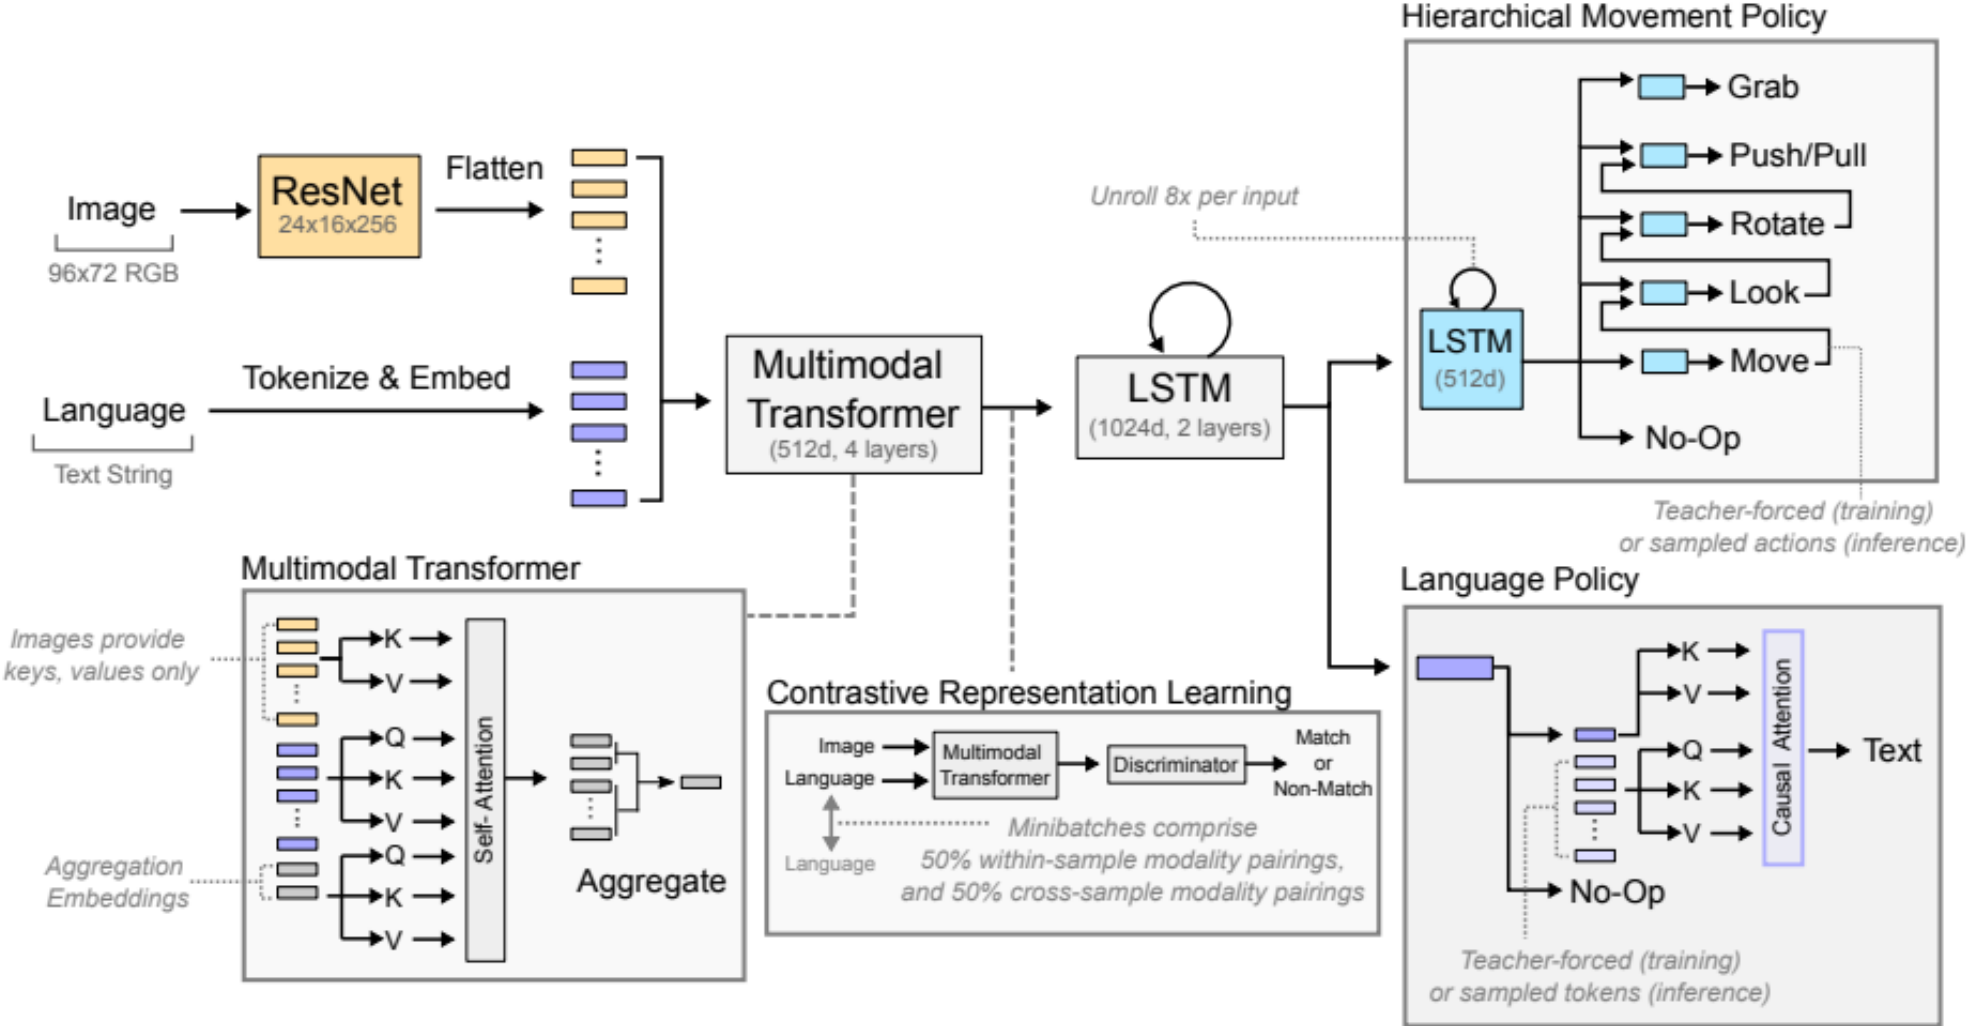 Hierarchical Movement Policy
Image
96x72 RGB
ResNet
24x16x256
Flatten
Language
Text String
Tokenize & Embed
Multimodal
Transformer
(512d, 4 layers)
LSTM
(1024d, 2 layers)
Unroll 8x per input
LSTM
(512d)
Grab
Push/Pull
Rotate
Look
Move
No-Op
Teacher-forced (training)
or sampled actions (inference)
Multimodal Transformer
Images provide
keys, values only
Aggregation
Embeddings
K
V
Q
K
V
Q
K
V
Self-Attention
Aggregate
Contrastive Representation Learning
Image
Language
Language
Multimodal
Transformer
Discriminator
Match
or
Non-Match
Minibatches comprise
50% within-sample modality pairings,
and 50% cross-sample modality pairings
Language Policy
K
V
Q
K
V
Causal Attention
Text
No-Op
Teacher-forced (training)
or sampled tokens (inference)